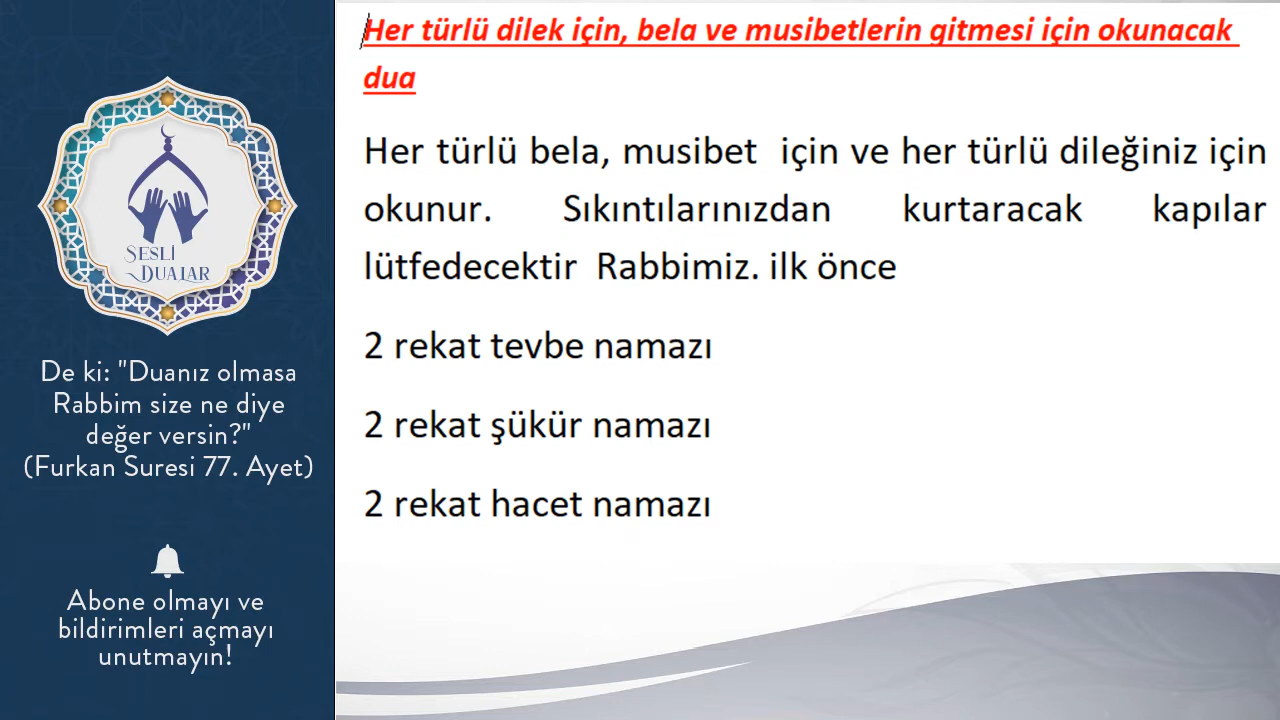 SESLİ
DUALAR
De ki: "Duanız olmasa
Rabbim size ne diye
değer versin?"
(Furkan Suresi 77. Ayet)
Abone olmayı ve
bildirimleri açmayı
unutmayın!
Her türlü dilek için, bela ve musibetlerin gitmesi için okunacak
dua
Her türlü bela, musibet  için ve her türlü dileğiniz için
okunur. Sıkıntılarınızdan kurtaracak kapılar
lütfedecektir  Rabbimiz. ilk önce
2 rekat tevbe namazı
2 rekat şükür namazı
2 rekat hacet namazı